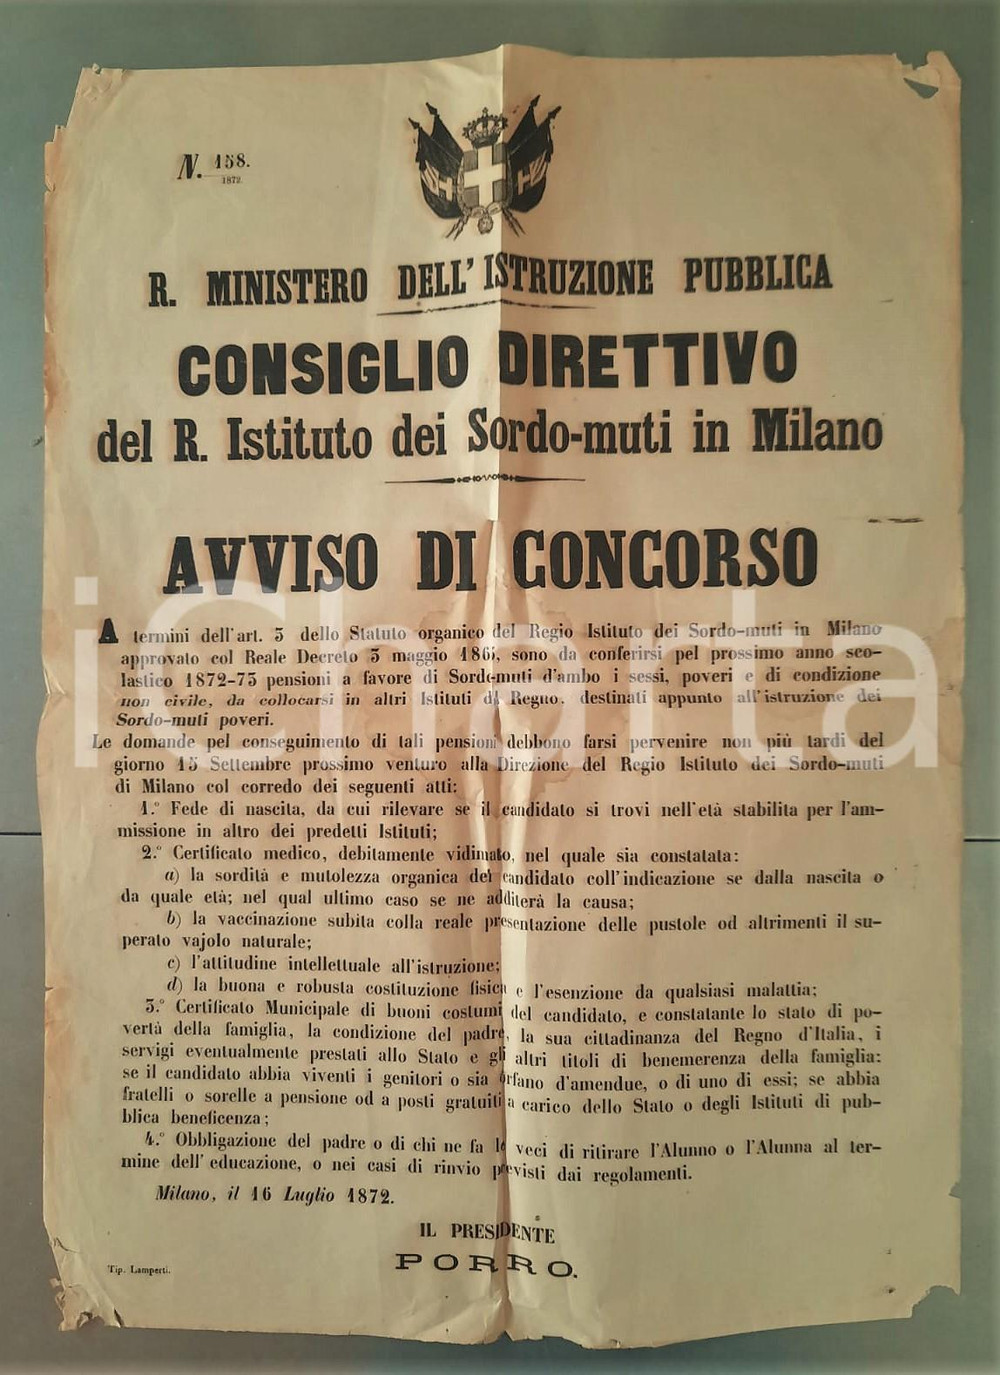 N. 158.
1872.
R. MINISTERO DELL'ISTRUZIONE PUBBLICA
CONSIGLIO DIRETTIVO
del R. Istituto dei Sordo-muti in Milano
AVVISO DI CONCORSO
A termini dell'art. 3 dello Statuto organico del Regio Istituto dei Sordo-muti in Milano
approvato col Reale Decreto 3 maggio sono da conferirsi pel prossimo anno sco-
lastico 1872-73 pensioni a favore di Sordo-muti d'ambo i sessi, poveri e di condizione
non civile, da collocarsi in altri Istituti del Regno, destinati appunto all'istruzione dei
Sordo-muti poveri.
Le domande pel conseguimento di tali pensioni debbono farsi pervenire non più tardi del
giorno 15 Settembre prossimo venturo alla Direzione del Regio Istituto dei Sordo-muti
di Milano col corredo dei seguenti atti:
1.° Fede di nascita, da cui rilevare se il candidato si trovi nell'età stabilita per l'am-
missione in altro dei predetti Istituti;
2.° Certificato medico, debitamente vidimato, nel quale sia constatata:
a) la sordità e mutolezza organica del candidato coll'indicazione se dalla nascita o
da quale età; nel qual ultimo caso se ne additerà la causa;
b) la vaccinazione subita colla reale presentazione delle pustole od altrimenti il su-
perato vajolo naturale;
c) l'attitudine intellettuale all'istruzione;
d) la buona e robusta costituzione fisica e l'esenzione da qualsiasi malattia;
3.° Certificato Municipale di buoni costumi del candidato, e constatante lo stato di po-
vertà della famiglia, la condizione del padre, la sua cittadinanza del Regno d'Italia, i
servigi eventualmente prestati allo Stato e gli altri titoli di benemerenza della famiglia:
se il candidato abbia viventi i genitori o sia orfano d'amendue, o di uno di essi; se abbia
fratelli o sorelle a pensione od a posti gratuiti a carico dello Stato o degli Istituti di pub-
blica beneficenza;
4.° Obbligazione del padre o di chi ne fa le veci di ritirare l'Alunno o l'Alunna al ter-
mine dell'educazione, o nei casi di rinvio previsti dai regolamenti.
Milano, il 16 Luglio 1872.
IL PRESIDENTE
PORRO.
Tip. Lamperti.
iCharta